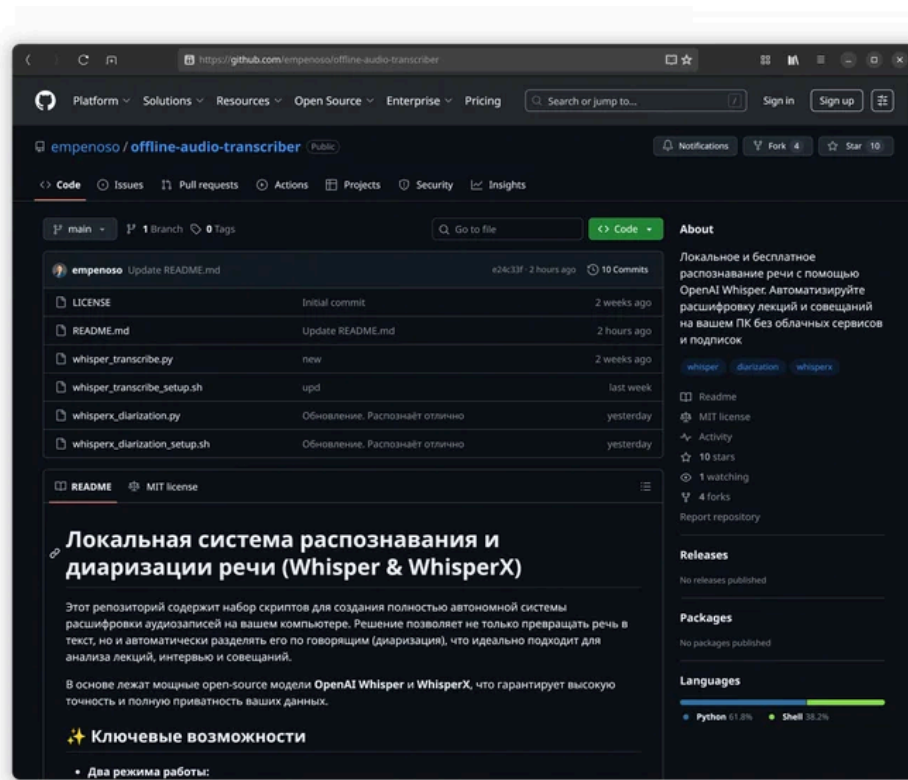 https://github.com/empenoso/offline-audio-transcriber
Platform Solutions Resources Open Source Enterprise Pricing Search or jump to... / Sign in Sign up
empenoso / offline-audio-transcriber Public
Notifications Fork 4 Star 10
Code Issues Pull requests Actions Projects Security Insights
main 1 Branch 0 Tags Go to file Code
empenoso Update README.md e24c33f · 2 hours ago 10 Commits
LICENSE Initial commit 2 weeks ago
README.md Update README.md 2 hours ago
whisper_transcribe.py new 2 weeks ago
whisper_transcribe_setup.sh upd last week
whisperx_diarization.py Обновление. Распознаёт отлично yesterday
whisperx_diarization_setup.sh Обновление. Распознаёт отлично yesterday
README MIT license
Локальная система распознавания и
диаризации речи (Whisper & WhisperX)
Этот репозиторий содержит набор скриптов для создания полностью автономной системы
расшифровки аудиозаписей на вашем компьютере. Решение позволяет не только превращать речь в
текст, но и автоматически разделять его по говорящим (диаризация), что идеально подходит для
анализа лекций, интервью и совещаний.
В основе лежат мощные open-source модели OpenAI Whisper и WhisperX, что гарантирует высокую
точность и полную приватность ваших данных.
✨ Ключевые возможности
• Два режима работы:
About
Локальное и бесплатное
распознавание речи с помощью
OpenAI Whisper. Автоматизируйте
расшифровку лекций и совещаний
на вашем ПК без облачных сервисов
и подписок
whisper diarization whisperx
Readme
MIT license
Activity
10 stars
1 watching
4 forks
Report repository
Releases
No releases published
Packages
No packages published
Languages
Python 61.8% Shell 38.2%